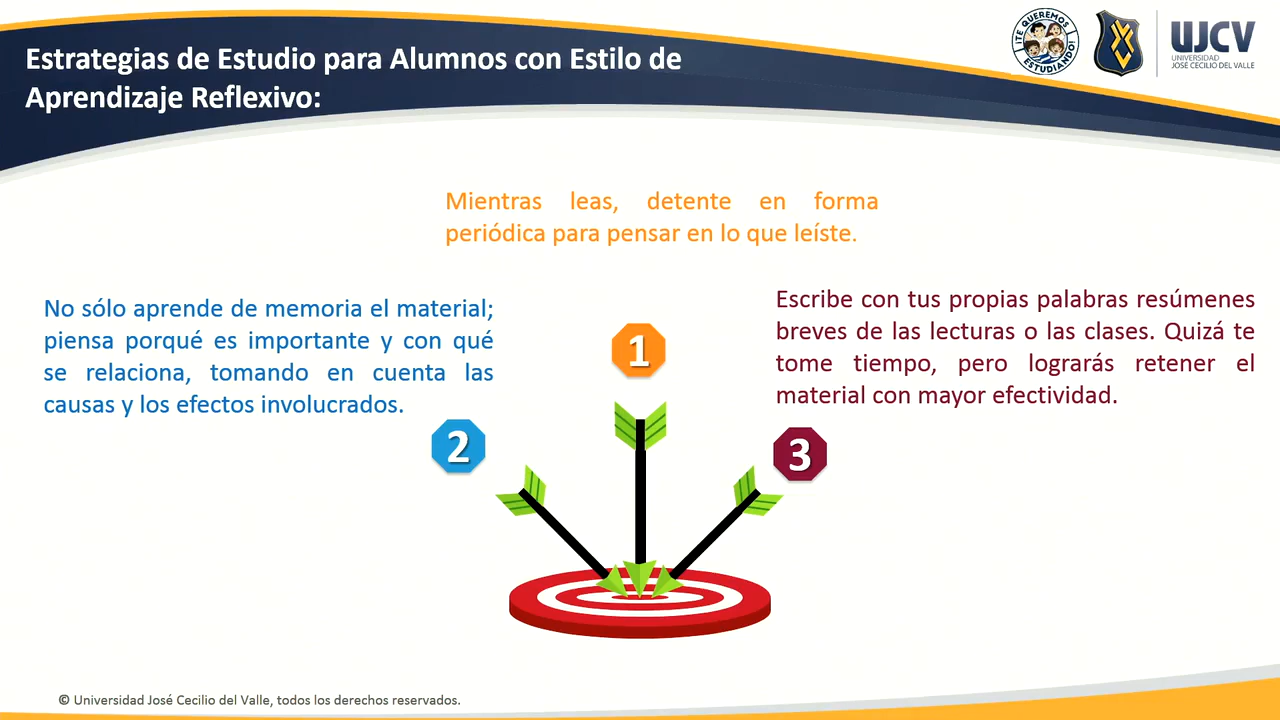 Estrategias de Estudio para Alumnos con Estilo de
Aprendizaje Reflexivo:
¡TE QUEREMOS
ESTUDIANDO!
UJCV
UNIVERSIDAD
JOSÉ CECILIO DEL VALLE
Mientras leas, detente en forma
periódica para pensar en lo que leíste.
No sólo aprende de memoria el material;
piensa porqué es importante y con qué
se relaciona, tomando en cuenta las
causas y los efectos involucrados.
Escribe con tus propias palabras resúmenes
breves de las lecturas o las clases. Quizá te
tome tiempo, pero lograrás retener el
material con mayor efectividad.
1
2
3
© Universidad José Cecilio del Valle, todos los derechos reservados.